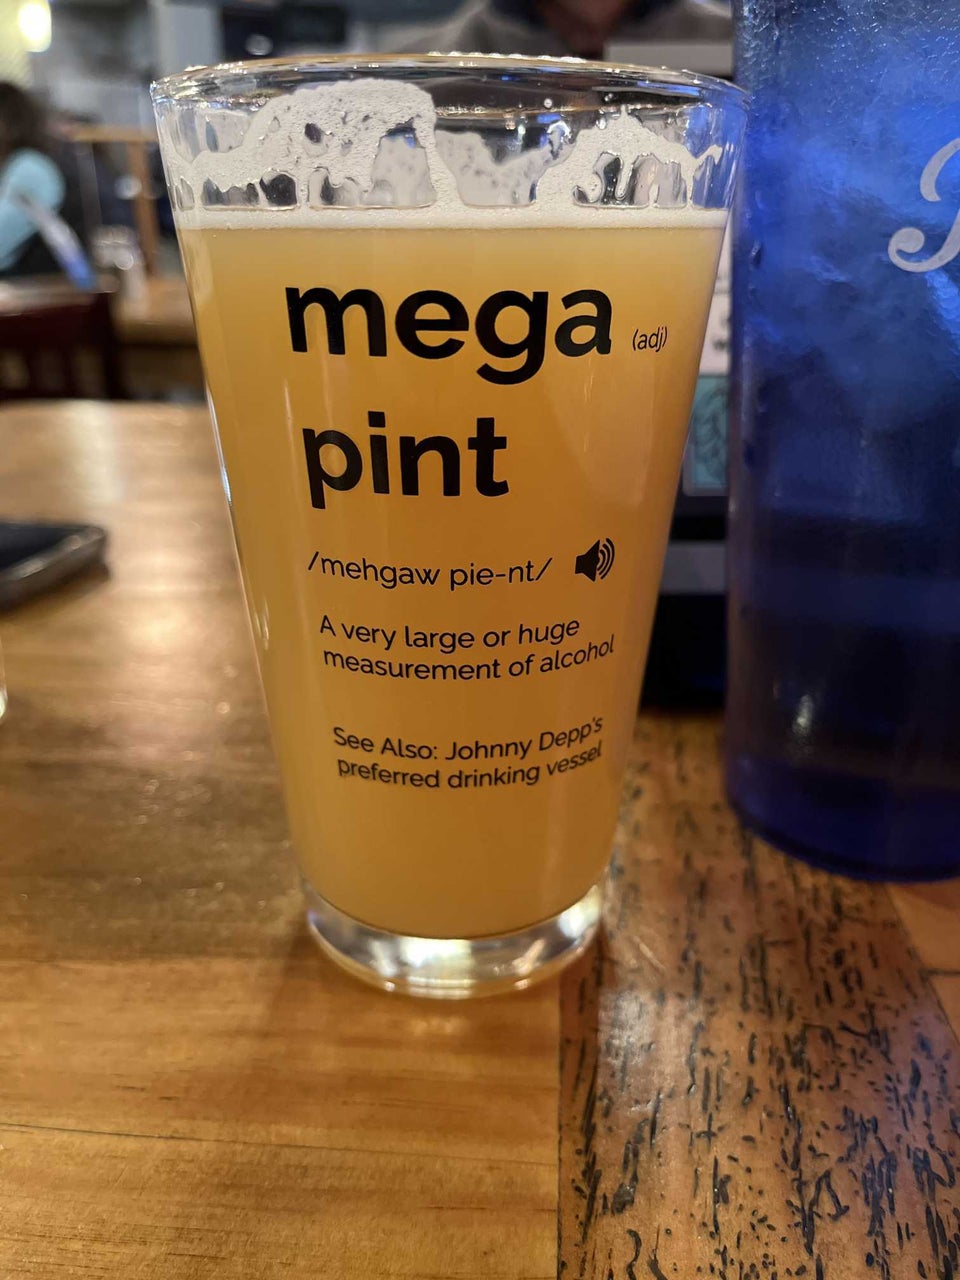 mega (adj)
pint
/mehgaw pie-nt/
A very large or huge
measurement of alcohol
See Also: Johnny Depp's
preferred drinking vessel